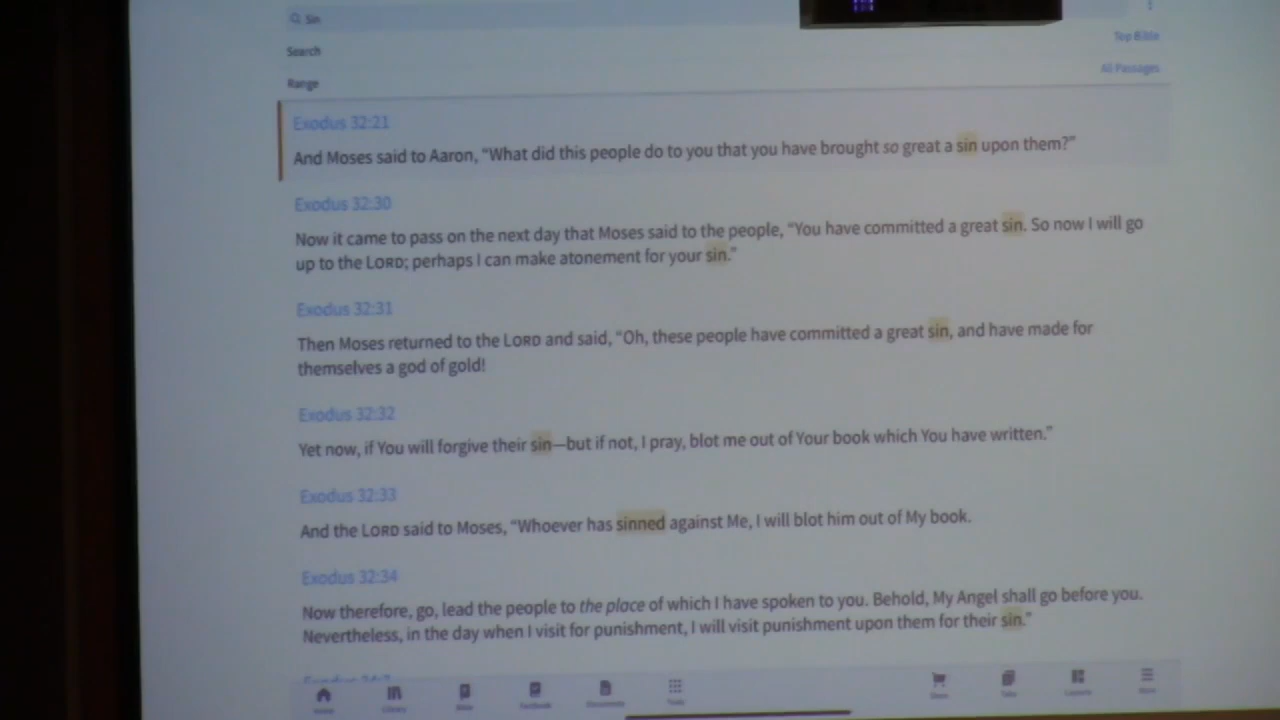 Sin
Search
Top Bible
Range
All Passages
Exodus 32:21
And Moses said to Aaron, “What did this people do to you that you have brought so great a sin upon them?”
Exodus 32:30
Now it came to pass on the next day that Moses said to the people, “You have committed a great sin. So now I will go
up to the LORD; perhaps I can make atonement for your sin.”
Exodus 32:31
Then Moses returned to the LORD and said, “Oh, these people have committed a great sin, and have made for
themselves a god of gold!
Exodus 32:32
Yet now, if You will forgive their sin—but if not, I pray, blot me out of Your book which You have written.”
Exodus 32:33
And the LORD said to Moses, “Whoever has sinned against Me, I will blot him out of My book.
Exodus 32:34
Now therefore, go, lead the people to the place of which I have spoken to you. Behold, My Angel shall go before you.
Nevertheless, in the day when I visit for punishment, I will visit punishment upon them for their sin.”
Library
Documents